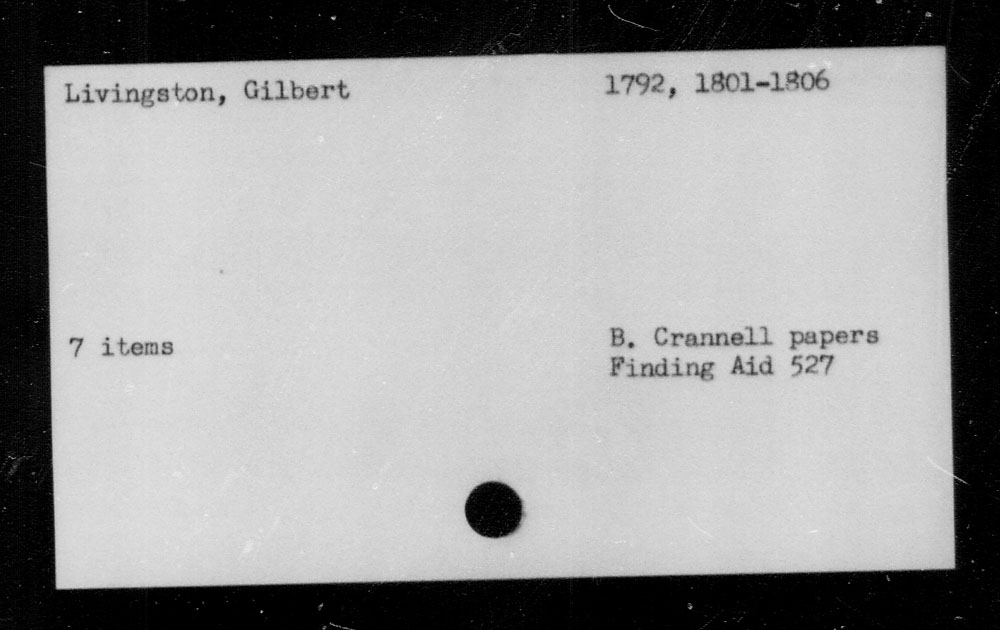 Livingston, Gilbert 1792, 1801-1806
7 items B. Crannell papers
Finding Aid 527